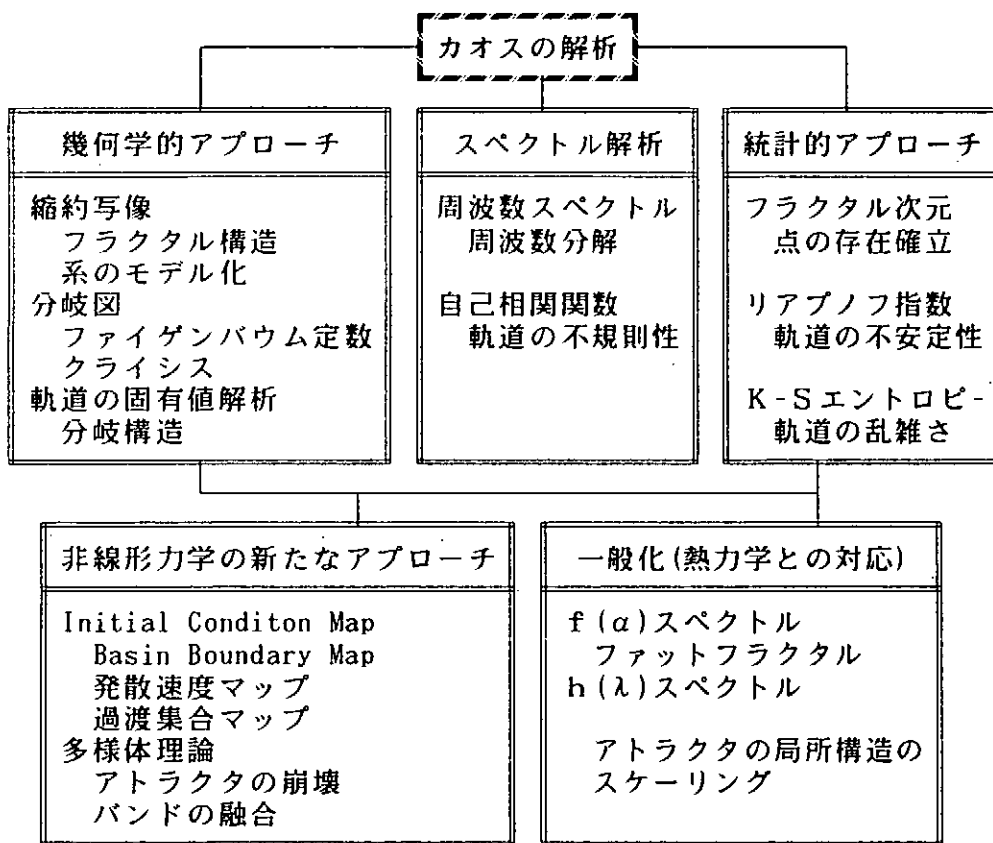 カオスの解析
幾何学的アプローチ
縮約写像
フラクタル構造
系のモデル化
分岐図
ファイゲンバウム定数
クライシス
軌道の固有値解析
分岐構造
スペクトル解析
周波数スペクトル
周波数分解
自己相関関数
軌道の不規則性
統計的アプローチ
フラクタル次元
点の存在確立
リアプノフ指数
軌道の不安定性
K-Sエントロピ-
軌道の乱雑さ
非線形力学の新たなアプローチ
Initial Conditon Map
Basin Boundary Map
発散速度マップ
過渡集合マップ
多様体理論
アトラクタの崩壊
バンドの融合
一般化(熱力学との対応)
f(α)スペクトル
ファットフラクタル
h(λ)スペクトル
アトラクタの局所構造の
スケーリング